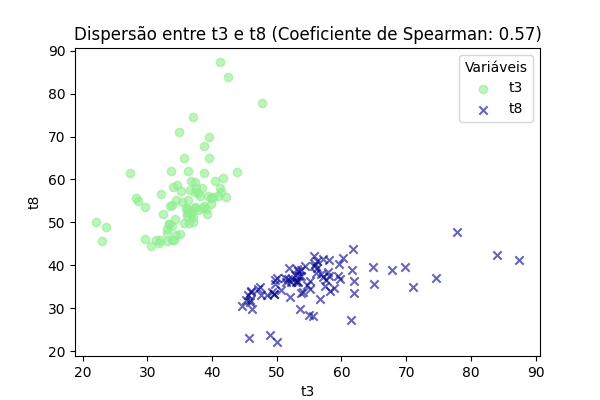 Dispersão entre t3 e t8 (Coeficiente de Spearman: 0.57)
90
80
70
60
50
40
30
20
t8
Variáveis
t3
t8
20 30 40 50 60 70 80 90
t3